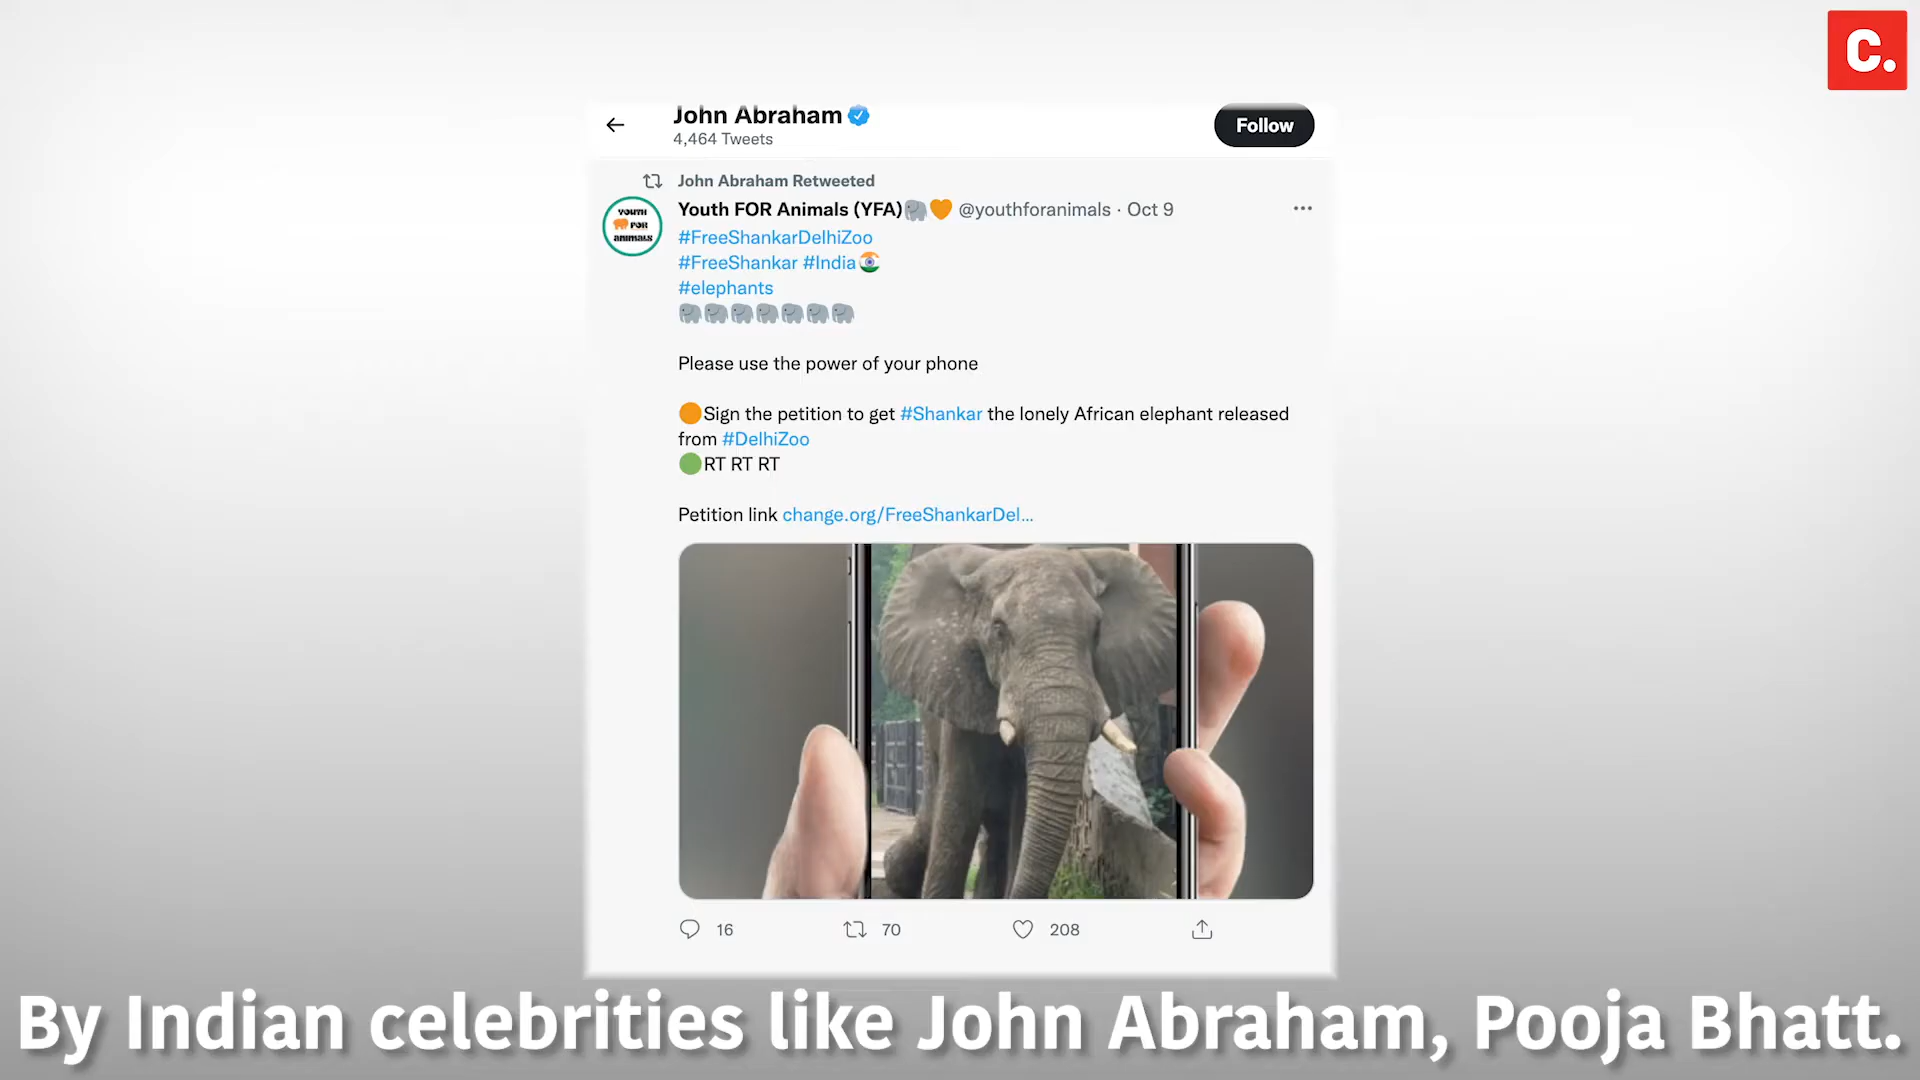 C.
John Abraham
4,464 Tweets
Follow
John Abraham Retweeted
YOUTH
FOR
ANIMALS
Youth FOR Animals (YFA)🐘🧡 @youthforanimals · Oct 9
#FreeShankarDelhiZoo
#FreeShankar #India
#elephants
🐘🐘🐘🐘🐘🐘🐘
Please use the power of your phone
🟠Sign the petition to get #Shankar the lonely African elephant released
from #DelhiZoo
🟢RT RT RT
Petition link change.org/FreeShankarDel...
16 70 208
By Indian celebrities like John Abraham, Pooja Bhatt.